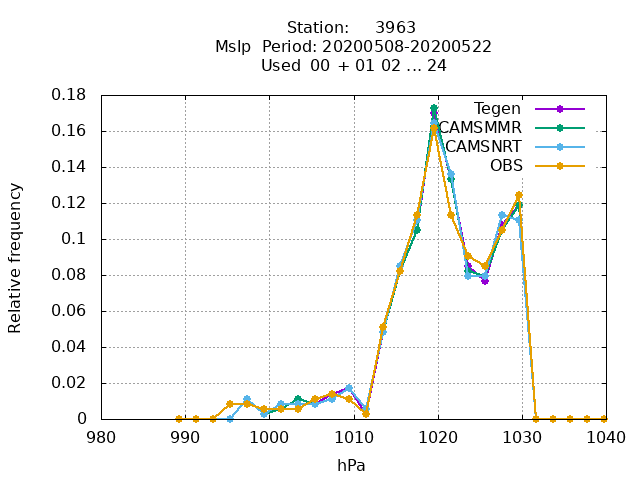 Station: 3963
Mslp Period: 20200508-20200522
Used 00 + 01 02 ... 24
0.18
0.16
0.14
0.12
0.1
0.08
0.06
0.04
0.02
0
Relative frequency
Tegen
CAMSMMR
CAMSNRT
OBS
980 990 1000 1010 1020 1030 1040
hPa